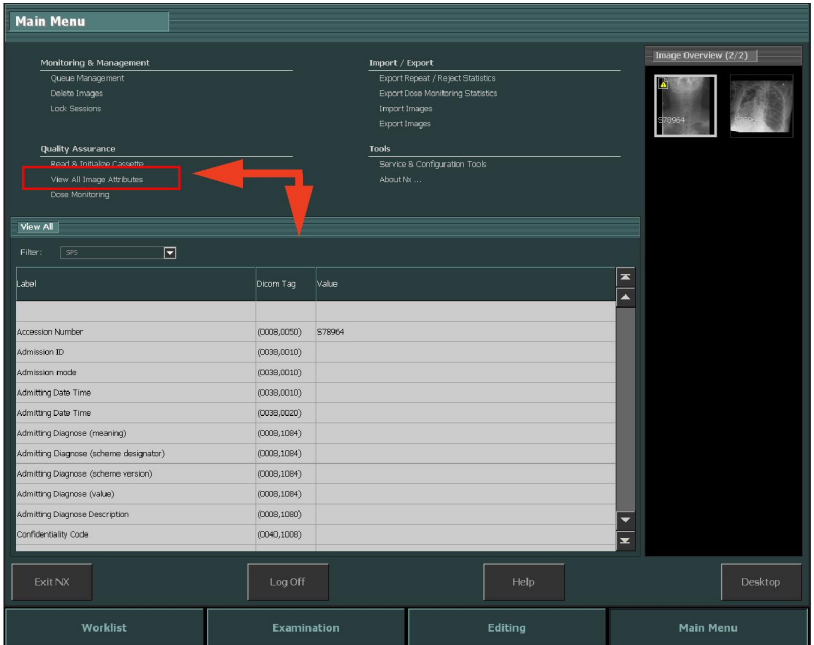 Main Menu
Monitoring & Management
Queue Management
Delete Images
Lock Sessions
Import / Export
Export Repeat / Reject Statistics
Export Dose Monitoring Statistics
Import Images
Export Images
Quality Assurance
Read & Initialize Cassette
View All Image Attributes
Dose Monitoring
Tools
Service & Configuration Tools
About Nx ...
Image Overview (2/2)
S78964
View All
Filter: SPS
Label Dicom Tag Value
Accession Number (0008,0050) S78964
Admission ID (0038,0010)
Admission mode (0038,0010)
Admitting Date Time (0038,0010)
Admitting Date Time (0038,0020)
Admitting Diagnose (meaning) (0008,1084)
Admitting Diagnose (scheme designator) (0008,1084)
Admitting Diagnose (scheme version) (0008,1084)
Admitting Diagnose (value) (0008,1084)
Admitting Diagnose Description (0008,1080)
Confidentiality Code (0040,1008)
Exit NX Log Off Help Desktop
Worklist Examination Editing Main Menu